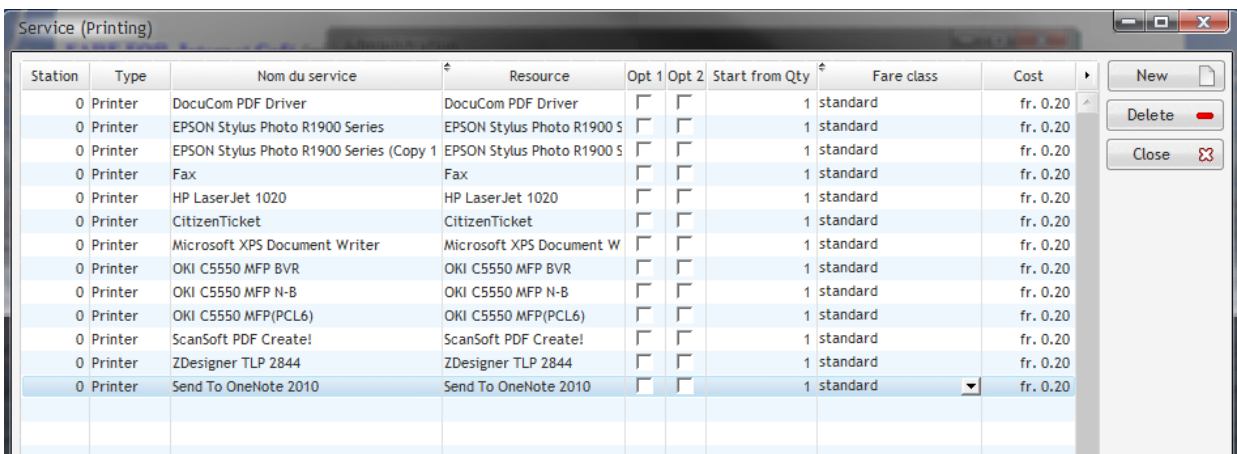 Service (Printing)
Station Type Nom du service Resource Opt 1 Opt 2 Start from Qty Fare class Cost
New
0 Printer DocuCom PDF Driver DocuCom PDF Driver 1 standard fr. 0.20
Delete
0 Printer EPSON Stylus Photo R1900 Series EPSON Stylus Photo R1900 S 1 standard fr. 0.20
0 Printer EPSON Stylus Photo R1900 Series (Copy 1 EPSON Stylus Photo R1900 S 1 standard fr. 0.20
Close
0 Printer Fax Fax 1 standard fr. 0.20
0 Printer HP LaserJet 1020 HP LaserJet 1020 1 standard fr. 0.20
0 Printer CitizenTicket CitizenTicket 1 standard fr. 0.20
0 Printer Microsoft XPS Document Writer Microsoft XPS Document W 1 standard fr. 0.20
0 Printer OKI C5550 MFP BVR OKI C5550 MFP BVR 1 standard fr. 0.20
0 Printer OKI C5550 MFP N-B OKI C5550 MFP N-B 1 standard fr. 0.20
0 Printer OKI C5550 MFP(PCL6) OKI C5550 MFP(PCL6) 1 standard fr. 0.20
0 Printer ScanSoft PDF Create! ScanSoft PDF Create! 1 standard fr. 0.20
0 Printer ZDesigner TLP 2844 ZDesigner TLP 2844 1 standard fr. 0.20
0 Printer Send To OneNote 2010 Send To OneNote 2010 1 standard fr. 0.20